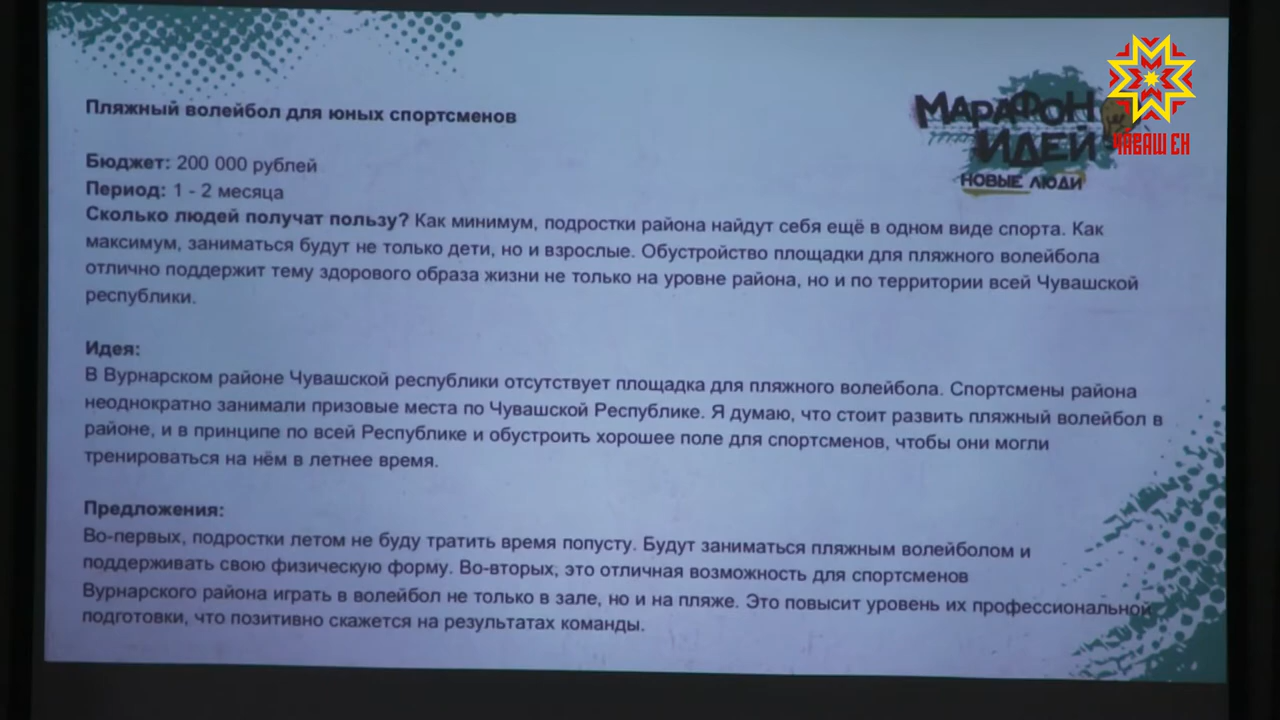 Пляжный волейбол для юных спортсменов
МАРАФОН
ИДЕЙ
НОВЫЕ ЛЮДИ
ЧӐВАШ ЕН
Бюджет: 200 000 рублей
Период: 1 - 2 месяца
Сколько людей получат пользу? Как минимум, подростки района найдут себя ещё в одном виде спорта. Как
максимум, заниматься будут не только дети, но и взрослые. Обустройство площадки для пляжного волейбола
отлично поддержит тему здорового образа жизни не только на уровне района, но и по территории всей Чувашской
республики.
Идея:
В Вурнарском районе Чувашской республики отсутствует площадка для пляжного волейбола. Спортсмены района
неоднократно занимали призовые места по Чувашской Республике. Я думаю, что стоит развить пляжный волейбол в
районе, и в принципе по всей Республике и обустроить хорошее поле для спортсменов, чтобы они могли
тренироваться на нём в летнее время.
Предложения:
Во-первых, подростки летом не буду тратить время попусту. Будут заниматься пляжным волейболом и
поддерживать свою физическую форму. Во-вторых, это отличная возможность для спортсменов
Вурнарского района играть в волейбол не только в зале, но и на пляже. Это повысит уровень их профессиональной
подготовки, что позитивно скажется на результатах команды.